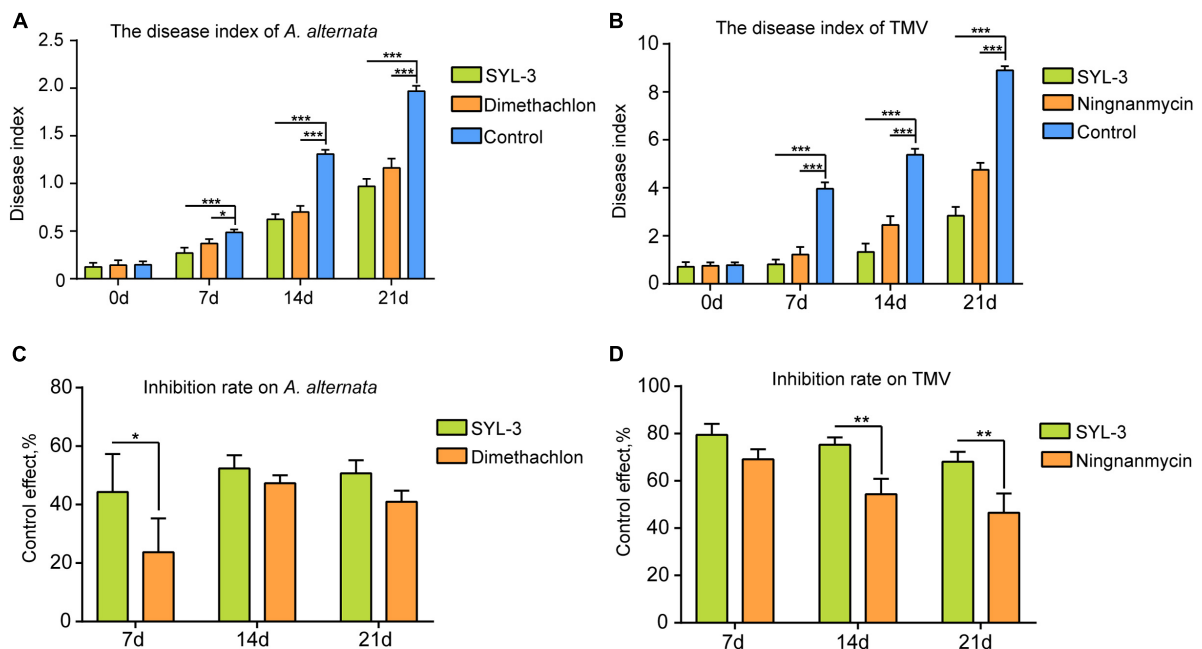 A
The disease index of A. alternata
Disease index
2.5
2.0
1.5
1.0
0.5
0
***
*
***
***
***
***
0d
7d
14d
21d
SYL-3
Dimethachlon
Control
B
The disease index of TMV
Disease index
10
8
6
4
2
0
***
***
***
***
***
***
0d
7d
14d
21d
SYL-3
Ningnanmycin
Control
C
Inhibition rate on A. alternata
Control effect,%
80
60
40
20
0
*
7d
14d
21d
SYL-3
Dimethachlon
D
Inhibition rate on TMV
Control effect,%
100
80
60
40
20
0
**
**
7d
14d
21d
SYL-3
Ningnanmycin